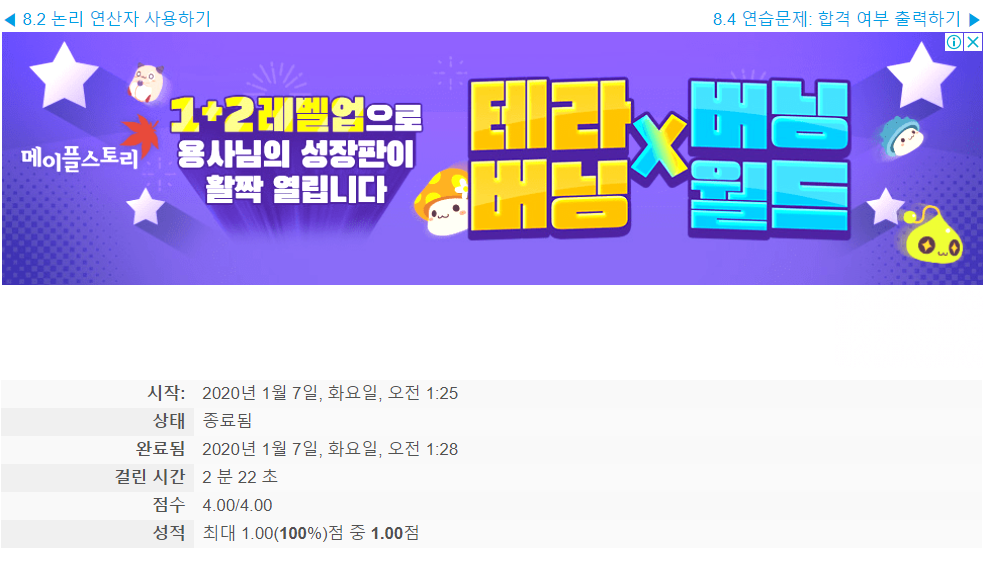 ◀ 8.2 논리 연산자 사용하기
8.4 연습문제: 합격 여부 출력하기 ▶
메이플스토리
1+2레벨업으로
용사님의 성장판이
활짝 열립니다
테라
버닝
X
버닝
월드
시작: 2020년 1월 7일, 화요일, 오전 1:25
상태 종료됨
완료됨 2020년 1월 7일, 화요일, 오전 1:28
걸린 시간 2 분 22 초
점수 4.00/4.00
성적 최대 1.00(100%)점 중 1.00점